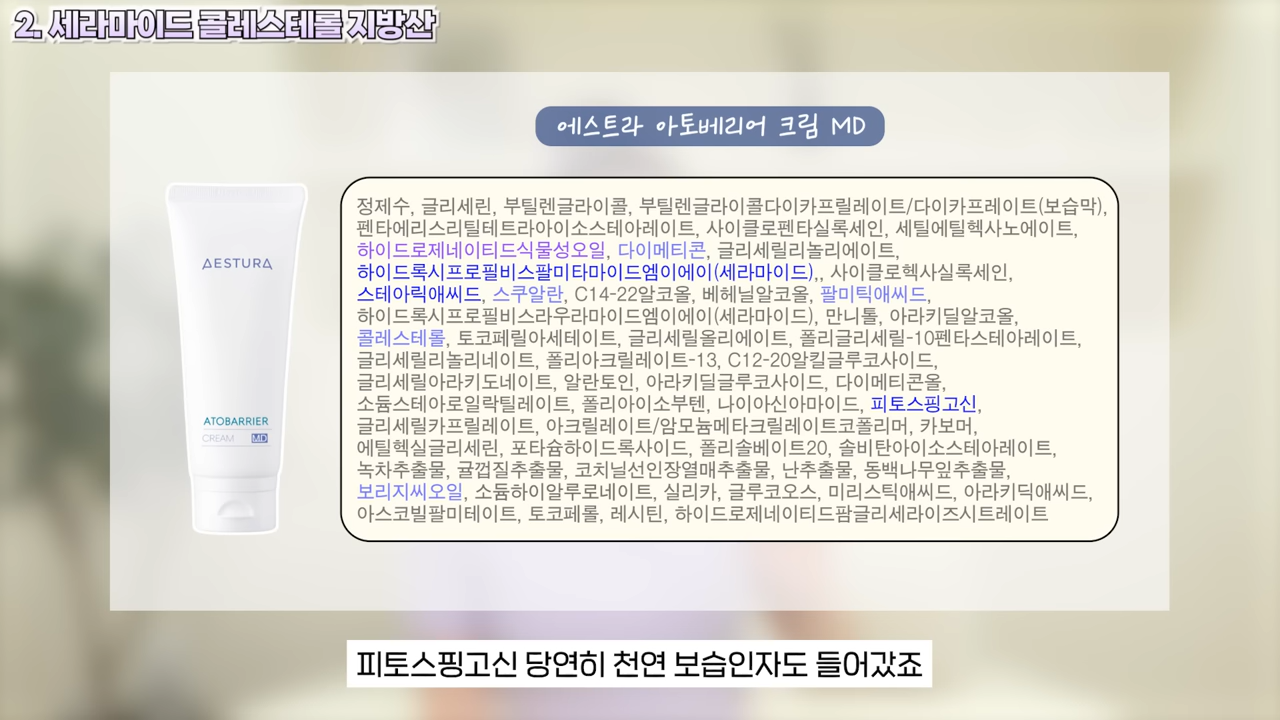 2. 세라마이드 콜레스테롤 지방산
에스트라 아토베리어 크림 MD
정제수, 글리세린, 부틸렌글라이콜, 부틸렌글라이콜다이카프릴레이트/다이카프레이트(보습막),
펜타에리스리틸테트라아이소스테아레이트, 사이클로펜타실록세인, 세틸에틸헥사노에이트,
하이드로제네이티드식물성오일, 다이메티콘, 글리세릴리놀리에이트,
하이드록시프로필비스팔미타마이드엠이에이(세라마이드),, 사이클로헥사실록세인,
스테아릭애씨드, 스쿠알란, C14-22알코올, 베헤닐알코올, 팔미틱애씨드,
하이드록시프로필비스라우라마이드엠이에이(세라마이드), 만니톨, 아라키딜알코올,
콜레스테롤, 토코페릴아세테이트, 글리세릴올리에이트, 폴리글리세릴-10펜타스테아레이트,
글리세릴리놀리네이트, 폴리아크릴레이트-13, C12-20알킬글루코사이드,
글리세릴아라키도네이트, 알란토인, 아라키딜글루코사이드, 다이메티콘올,
소듐스테아로일락틸레이트, 폴리아이소부텐, 나이아신아마이드, 피토스핑고신,
글리세릴카프릴레이트, 아크릴레이트/암모늄메타크릴레이트코폴리머, 카보머,
에틸헥실글리세린, 포타슘하이드록사이드, 폴리솔베이트20, 솔비탄아이소스테아레이트,
녹차추출물, 귤껍질추출물, 코치닐선인장열매추출물, 난추출물, 동백나무잎추출물,
보리지씨오일, 소듐하이알루로네이트, 실리카, 글루코오스, 미리스틱애씨드, 아라키딕애씨드,
아스코빌팔미테이트, 토코페롤, 레시틴, 하이드로제네이티드팜글리세라이즈시트레이트
AESTURA
ATOBARRIER
CREAM MD
피토스핑고신 당연히 천연 보습인자도 들어갔죠